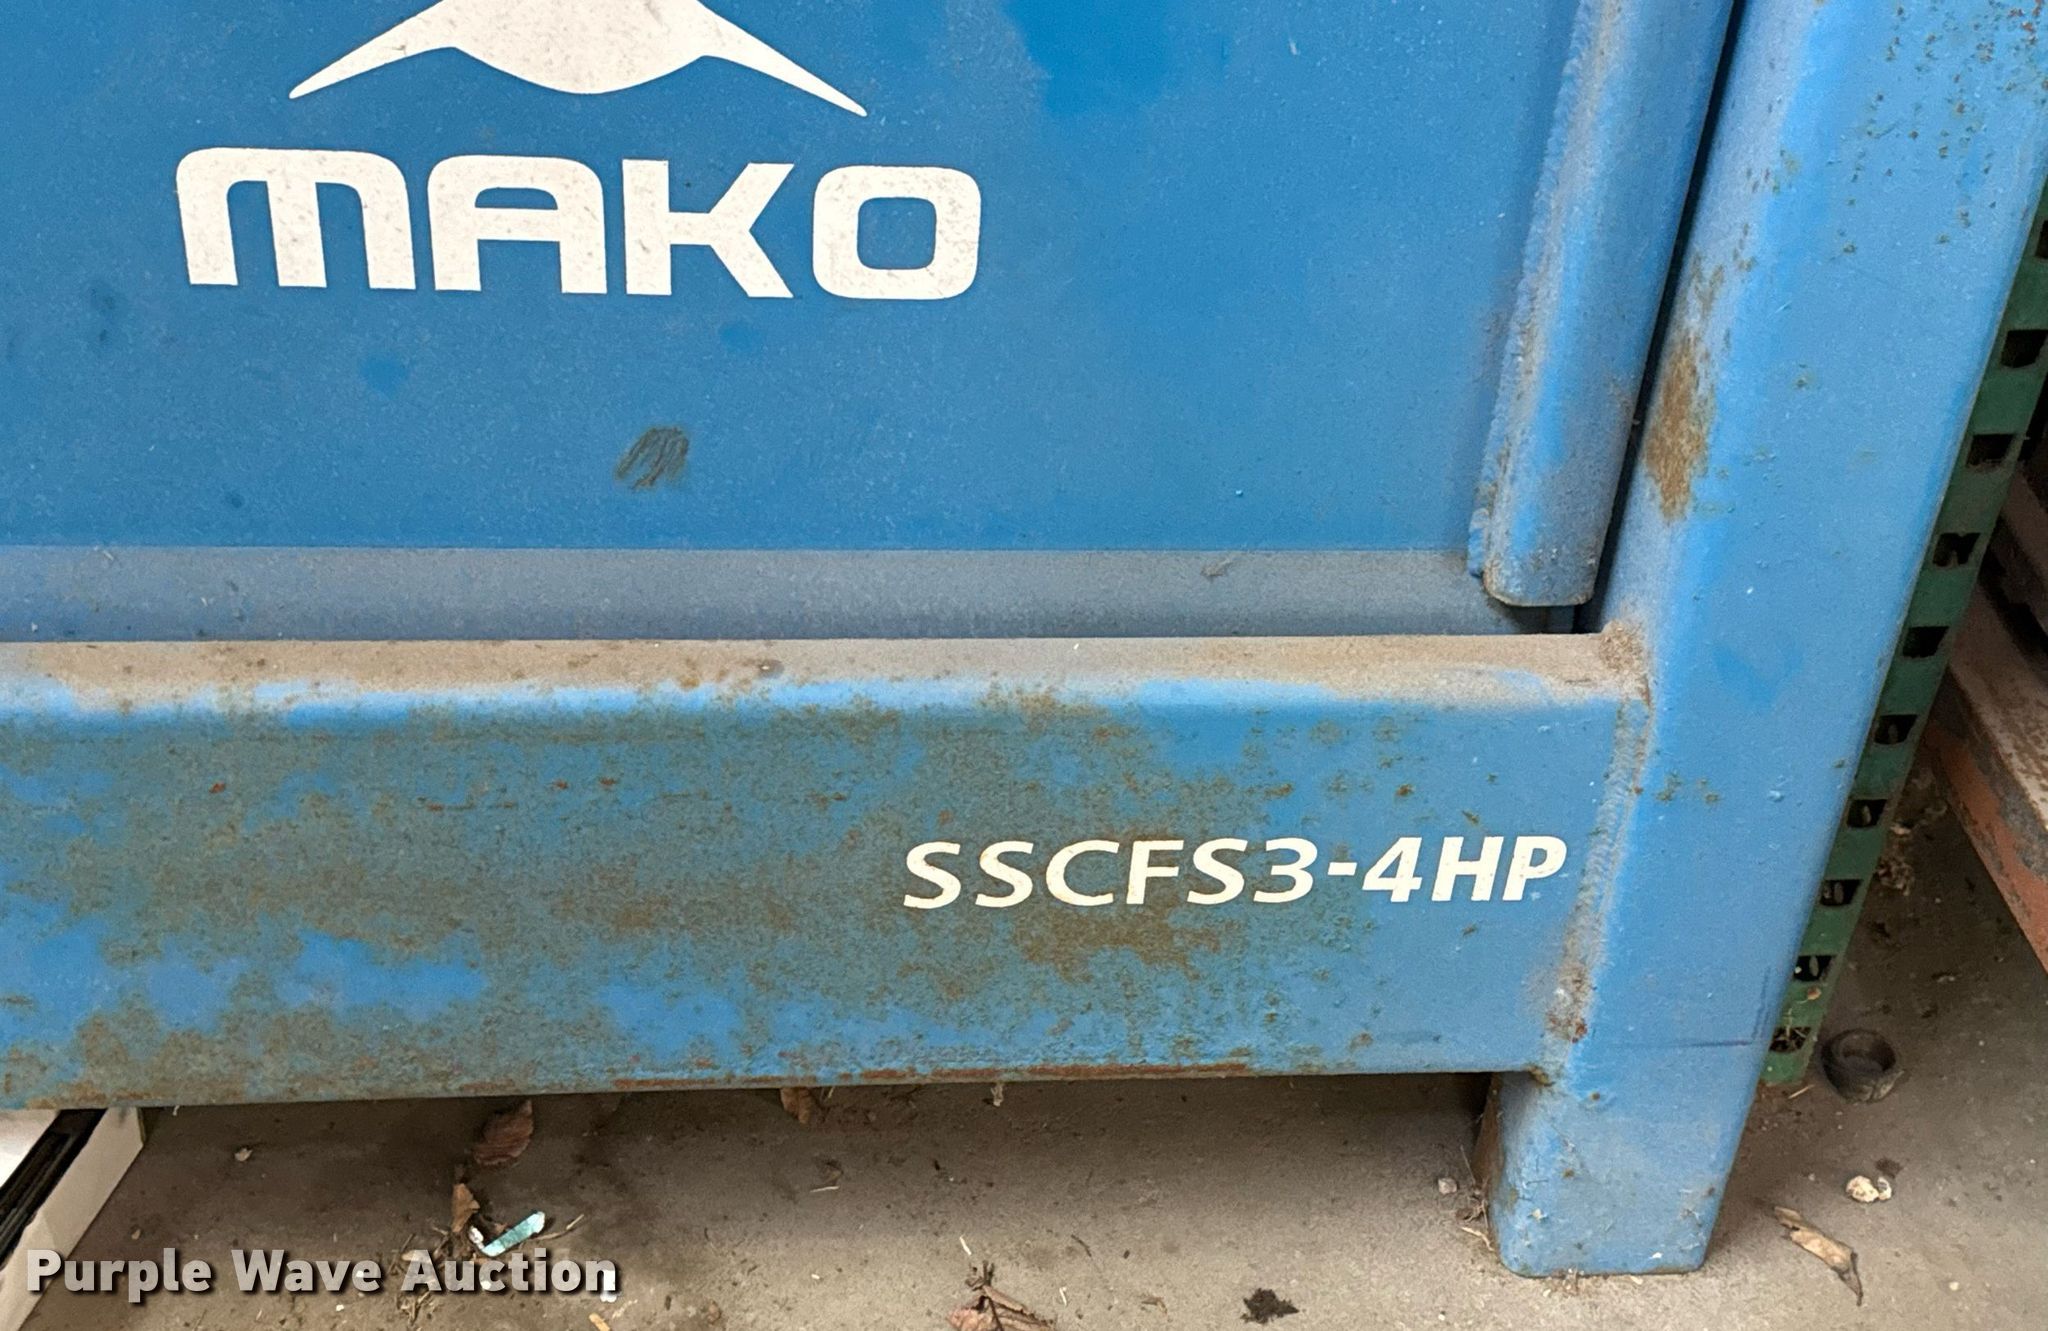 MAKO
SSCFS3-4HP
Purple Wave Auction